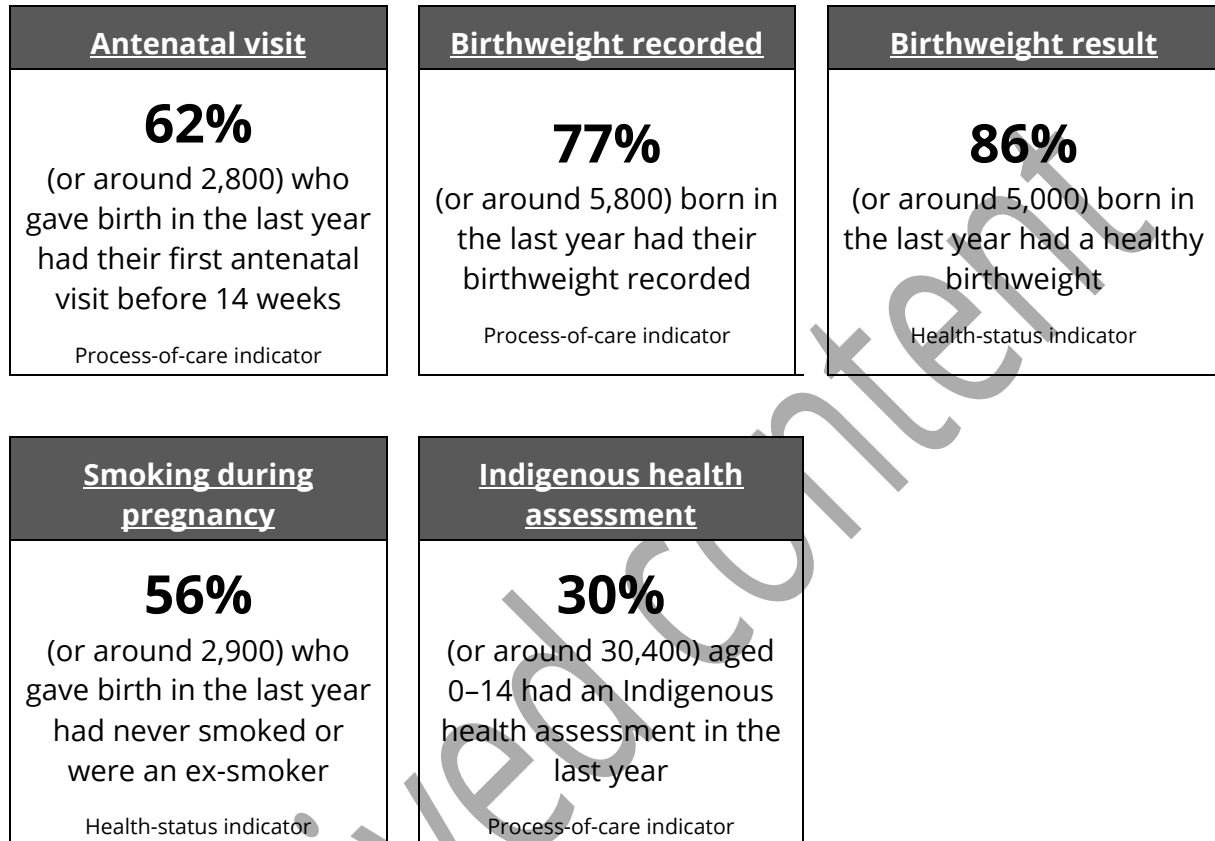 Antenatal visit
62%
(or around 2,800) who
gave birth in the last year
had their first antenatal
visit before 14 weeks
Process-of-care indicator
Birthweight recorded
77%
(or around 5,800) born in
the last year had their
birthweight recorded
Process-of-care indicator
Birthweight result
86%
(or around 5,000) born in
the last year had a healthy
birthweight
Health-status indicator
Smoking during
pregnancy
56%
(or around 2,900) who
gave birth in the last year
had never smoked or
were an ex-smoker
Health-status indicator
Indigenous health
assessment
30%
(or around 30,400) aged
0–14 had an Indigenous
health assessment in the
last year
Process-of-care indicator
content